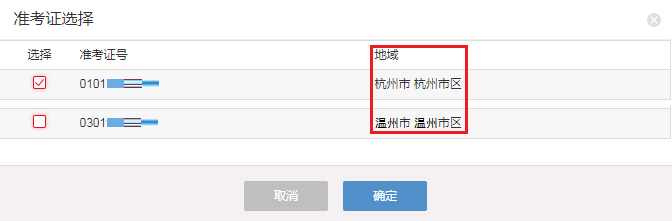 准考证选择
选择 准考证号 地域
0101 杭州市 杭州市区
0301 温州市 温州市区
取消 确定